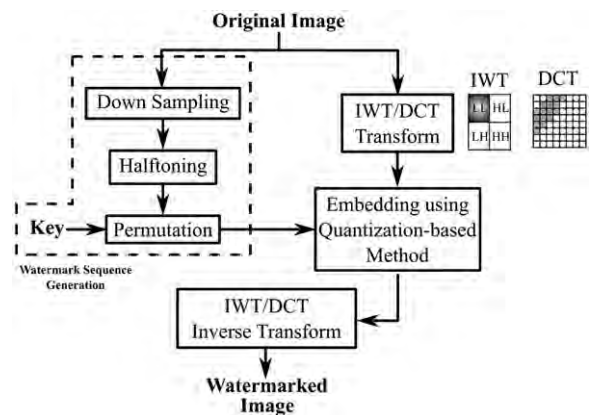 Original Image
IWT
DCT
LL HL
LH HH
Down Sampling
IWT/DCT
Transform
Halftoning
Key
Permutation
Embedding using
Quantization-based
Method
Watermark Sequence
Generation
IWT/DCT
Inverse Transform
Watermarked
Image